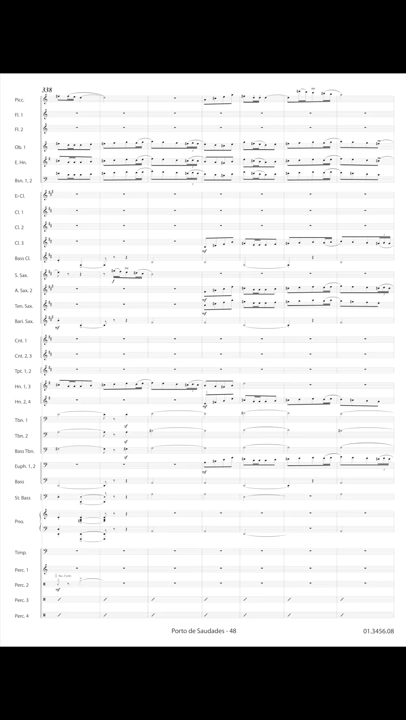 338
Picc.
Fl. 1
Fl. 2
Ob. 1
E. Hn.
Bsn. 1, 2
E♭ Cl.
Cl. 1
Cl. 2
Cl. 3
Bass Cl.
S. Sax.
A. Sax. 2
Ten. Sax.
Bari. Sax.
Cnt. 1
Cnt. 2, 3
Tpt. 1, 2
Hn. 1, 3
Hn. 2, 4
Tbn. 1
Tbn. 2
Bass Tbn.
Euph. 1, 2
Bass
St. Bass
Pno.
Timp.
Perc. 1
Perc. 2
Perc. 3
Perc. 4
Porto de Saudades - 48
01.3456.08